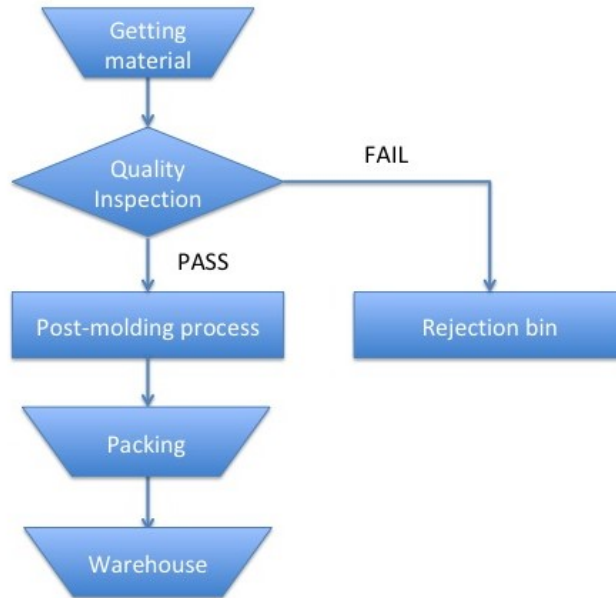 Getting
material
Quality
Inspection
FAIL
PASS
Post-molding process
Rejection bin
Packing
Warehouse